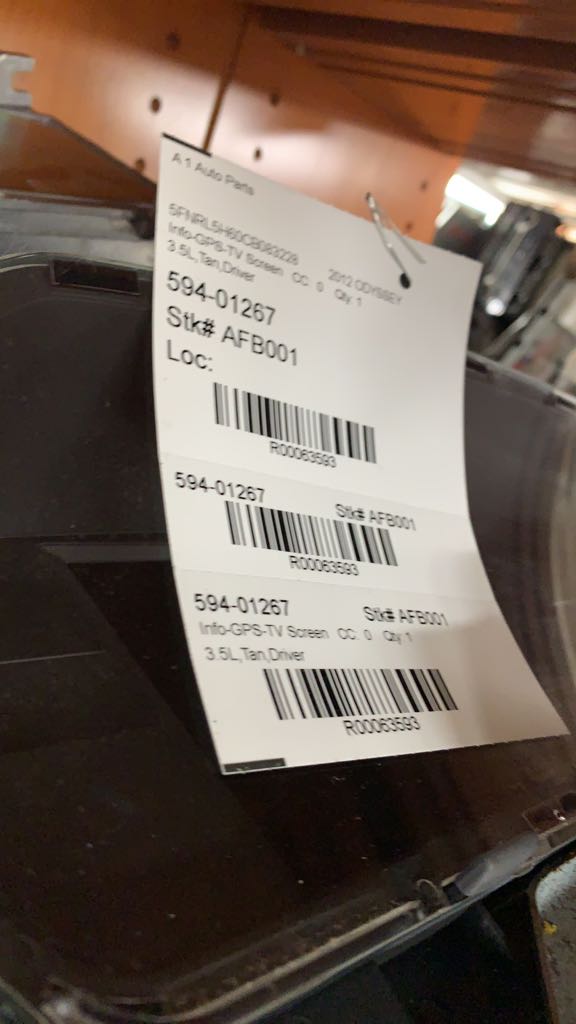 A 1 Auto Parts
5FNRL5H60CB083228 2012 ODYSSEY
Info-GPS-TV Screen CC: 0 Qty: 1
3.5L,Tan,Driver
594-01267
Stk# AFB001
Loc:
R00063593
594-01267 Stk# AFB001
R00063593
594-01267 Stk# AFB001
Info-GPS-TV Screen CC: 0 Qty: 1
3.5L,Tan,Driver
R00063593